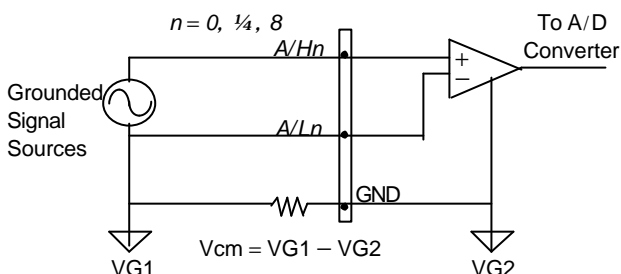 n = 0, ¼, 8
To A/D
Converter
A/Hn
+
−
Grounded
Signal
Sources
A/Ln
GND
Vcm = VG1 − VG2
VG1
VG2